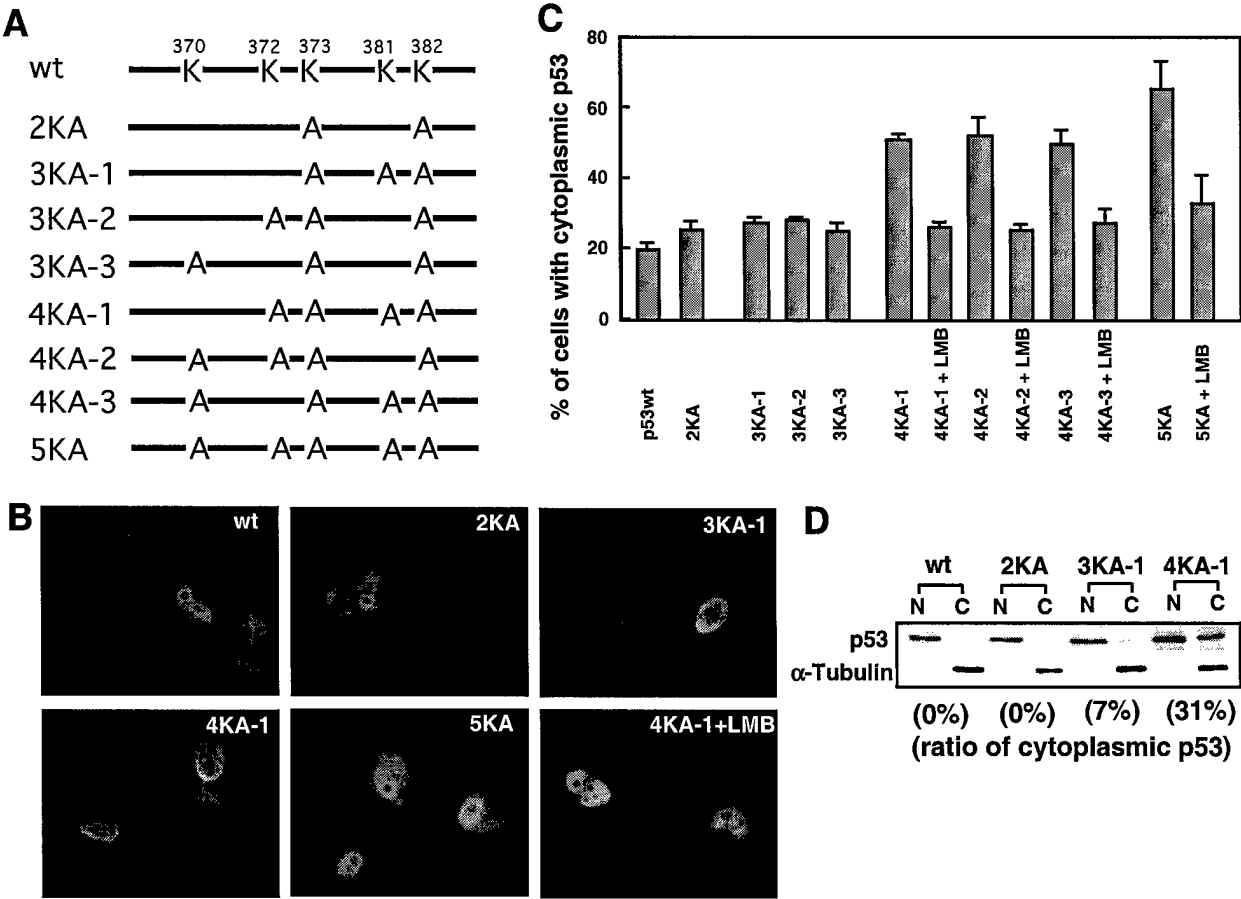 A
370 372 373 381 382
wt K K K K K
2KA A A
3KA-1 A A A
3KA-2 A A A
3KA-3 A A A
4KA-1 A A A A
4KA-2 A A A A
4KA-3 A A A A
5KA A A A A A
C
% of cells with cytoplasmic p53
80
60
40
20
0
p53wt
2KA
3KA-1
3KA-2
3KA-3
4KA-1
4KA-1 + LMB
4KA-2
4KA-2 + LMB
4KA-3
4KA-3 + LMB
5KA
5KA + LMB
B
wt
2KA
3KA-1
4KA-1
5KA
4KA-1+LMB
D
wt 2KA 3KA-1 4KA-1
N C N C N C N C
p53
α-Tubulin
(0%) (0%) (7%) (31%)
(ratio of cytoplasmic p53)